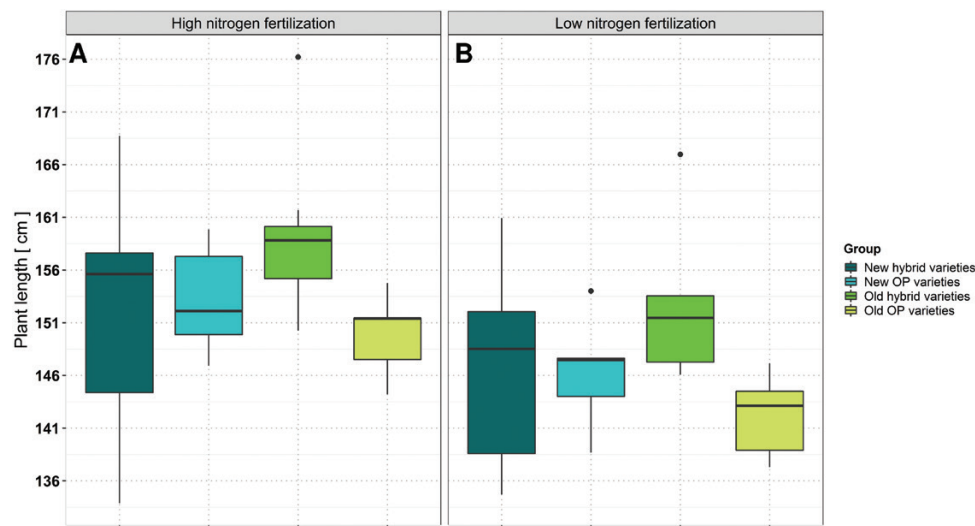 High nitrogen fertilization
Low nitrogen fertilization
A
B
Plant length [ cm ]
176
171
166
161
156
151
146
141
136
Group
New hybrid varieties
New OP varieties
Old hybrid varieties
Old OP varieties